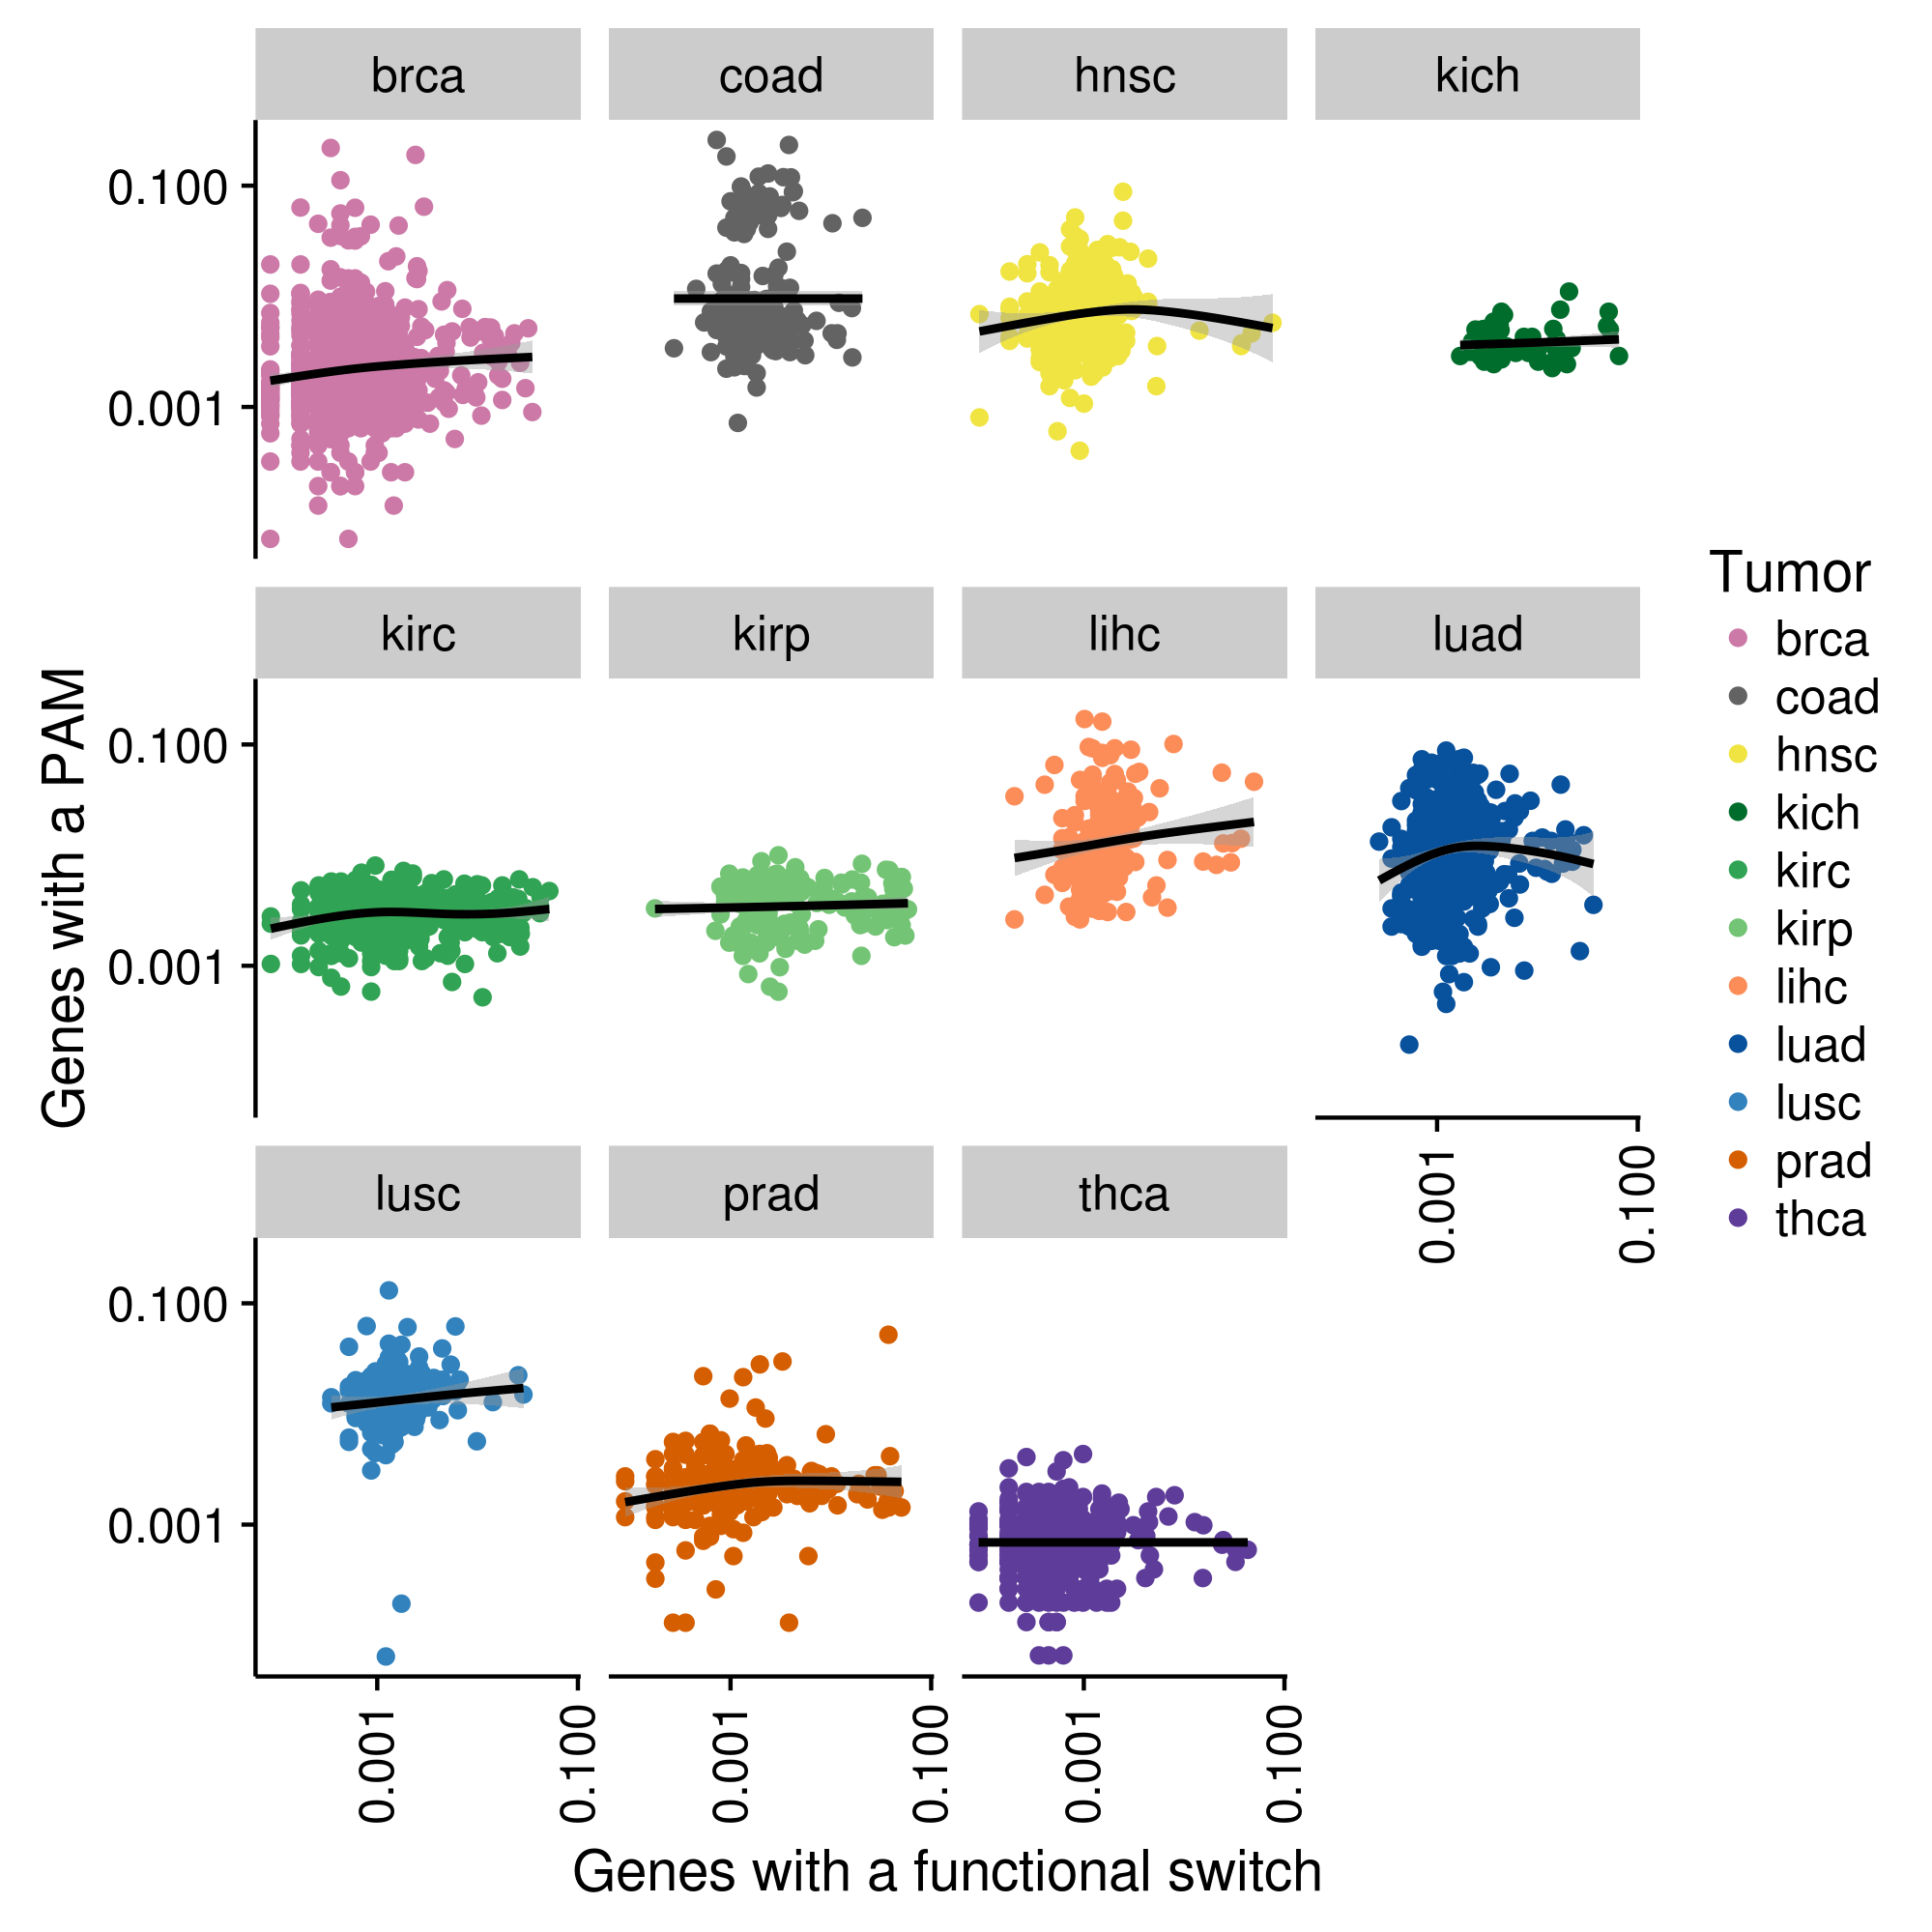 brca coad hnsc kich
0.100
0.001
kirc kirp lihc luad
0.100
0.001
0.001 0.100
lusc prad thca
0.100
0.001
0.001 0.100 0.001 0.100 0.001 0.100
Genes with a functional switch
Genes with a PAM
Tumor
brca
coad
hnsc
kich
kirc
kirp
lihc
luad
lusc
prad
thca